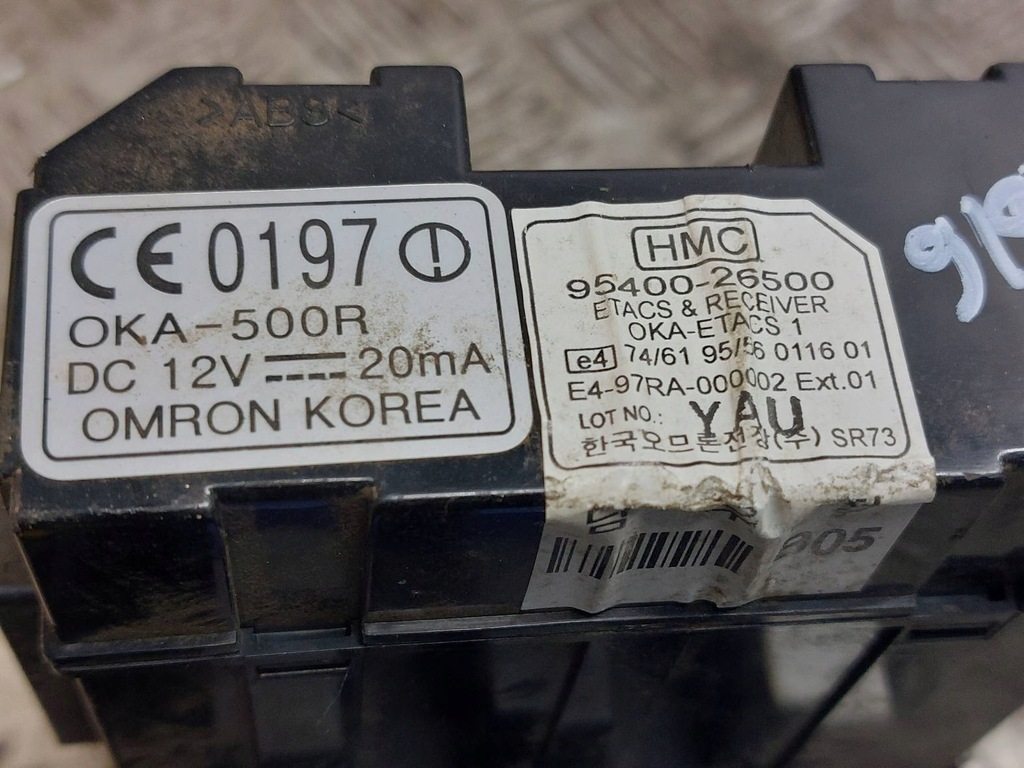 >ABS<
CE 0197
OKA-500R
DC 12V 20mA
OMRON KOREA
HMC
95400-26500
ETACS & RECEIVER
OKA-ETACS 1
e4 74/61 95/56 0116 01
E4-97RA-000002 Ext.01
LOT NO.: YAU
한국오므론전장(주) SR73
905